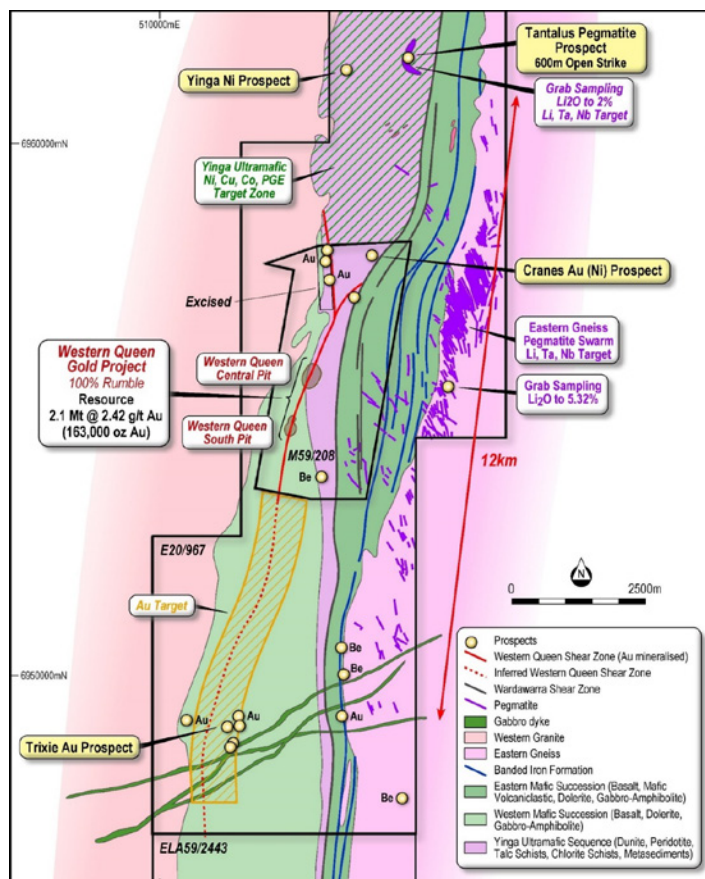 510000mE
Tantalus Pegmatite
Prospect
600m Open Strike
Yinga Ni Prospect
Grab Sampling
Li2O to 2%
Li, Ta, Nb Target
6960000mN
Yinga Ultramafic
Ni, Cu, Co, PGE
Target Zone
Au
Au
Cranes Au (Ni) Prospect
Excised
Eastern Gneiss
Pegmatite Swarm
Li, Ta, Nb Target
Western Queen
Gold Project
100% Rumble
Resource
2.1 Mt @ 2.42 g/t Au
(163,000 oz Au)
Western Queen
Central Pit
Grab Sampling
Li2O to 5.32%
Western Queen
South Pit
M59/208
12km
Be
E20/967
Au Target
N
0 2500m
Be
Be
6950000mN
Au
Au
Au
Trixie Au Prospect
Be
ELA59/2443
Prospects
Western Queen Shear Zone (Au mineralised)
Inferred Western Queen Shear Zone
Wardawarra Shear Zone
Pegmatite
Gabbro dyke
Western Granite
Eastern Gneiss
Banded Iron Formation
Eastern Mafic Succession (Basalt, Mafic
Volcaniclastic, Dolerite, Gabbro-Amphibolite)
Western Mafic Succession (Basalt, Dolerite,
Gabbro-Amphibolite)
Yinga Ultramafic Sequence (Dunite, Peridotite,
Talc Schists, Chlorite Schists, Metasediments)